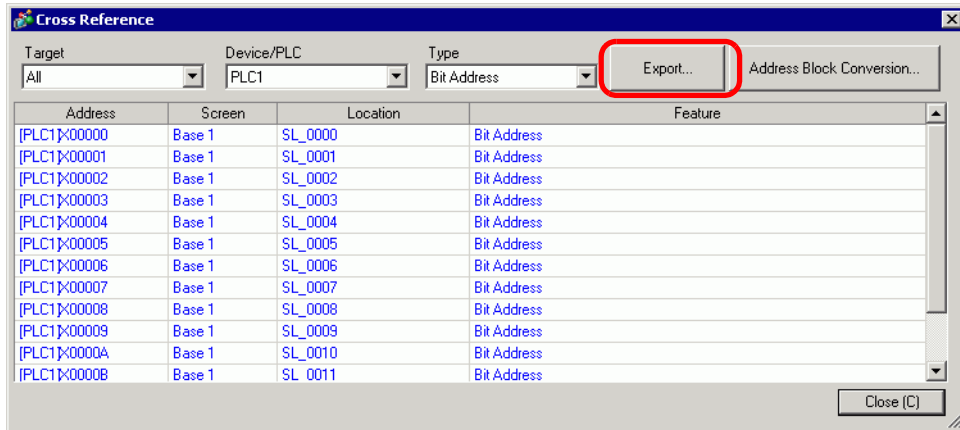 Cross Reference
Target Device/PLC Type
All PLC1 Bit Address Export... Address Block Conversion...
Address Screen Location Feature
[PLC1]X00000 Base 1 SL_0000 Bit Address
[PLC1]X00001 Base 1 SL_0001 Bit Address
[PLC1]X00002 Base 1 SL_0002 Bit Address
[PLC1]X00003 Base 1 SL_0003 Bit Address
[PLC1]X00004 Base 1 SL_0004 Bit Address
[PLC1]X00005 Base 1 SL_0005 Bit Address
[PLC1]X00006 Base 1 SL_0006 Bit Address
[PLC1]X00007 Base 1 SL_0007 Bit Address
[PLC1]X00008 Base 1 SL_0008 Bit Address
[PLC1]X00009 Base 1 SL_0009 Bit Address
[PLC1]X0000A Base 1 SL_0010 Bit Address
[PLC1]X0000B Base 1 SL_0011 Bit Address
Close (C)